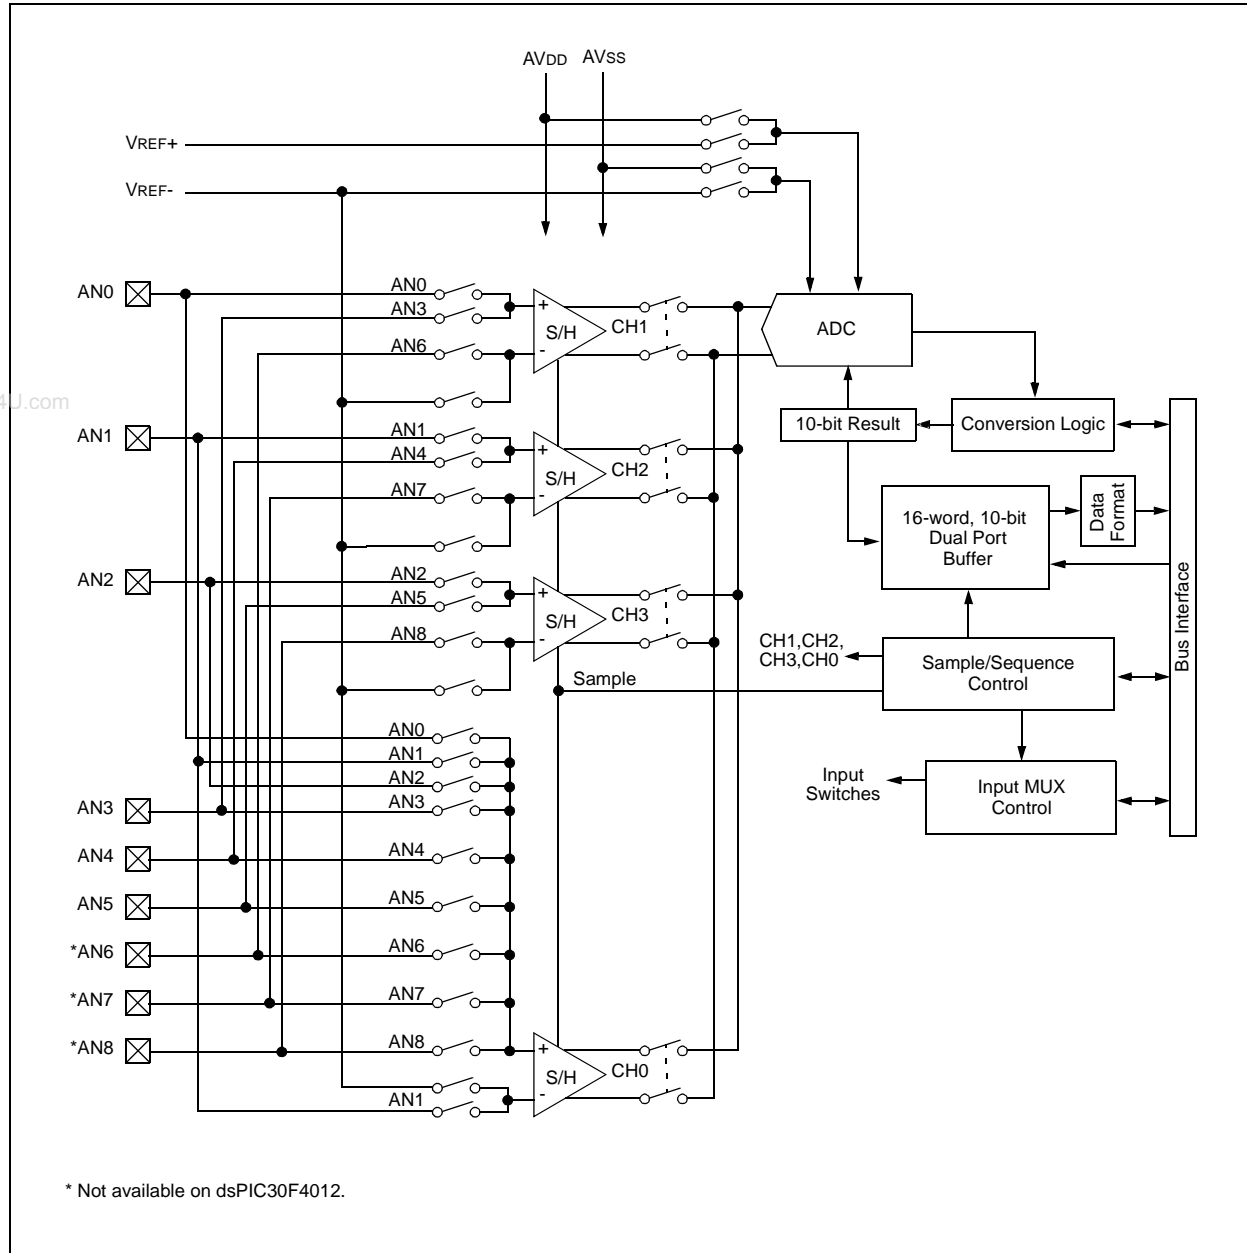 AVDD AVSS
VREF+
VREF-
AN0
AN0
AN3
AN6
+
-
S/H
CH1
ADC
4U.com
10-bit Result
Conversion Logic
AN1
AN1
AN4
AN7
+
-
S/H
CH2
16-word, 10-bit
Dual Port
Buffer
Data
Format
Bus Interface
AN2
AN2
AN5
AN8
+
-
S/H
CH3
CH1,CH2,
CH3,CH0
Sample/Sequence
Control
Sample
AN0
AN1
AN2
AN3
AN3
Input
Switches
Input MUX
Control
AN4
AN4
AN5
AN5
*AN6
AN6
*AN7
AN7
*AN8
AN8
+
-
S/H
CH0
AN1
* Not available on dsPIC30F4012.